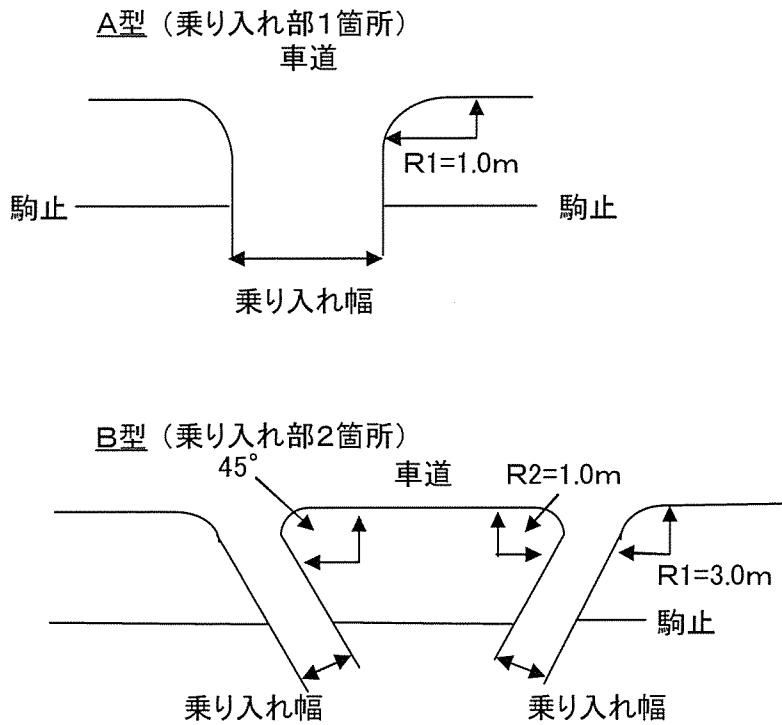 A型（乗り入れ部1箇所）
車道
R1=1.0m
駒止
駒止
乗り入れ幅
B型（乗り入れ部2箇所）
45°
車道
R2=1.0m
R1=3.0m
駒止
乗り入れ幅
乗り入れ幅